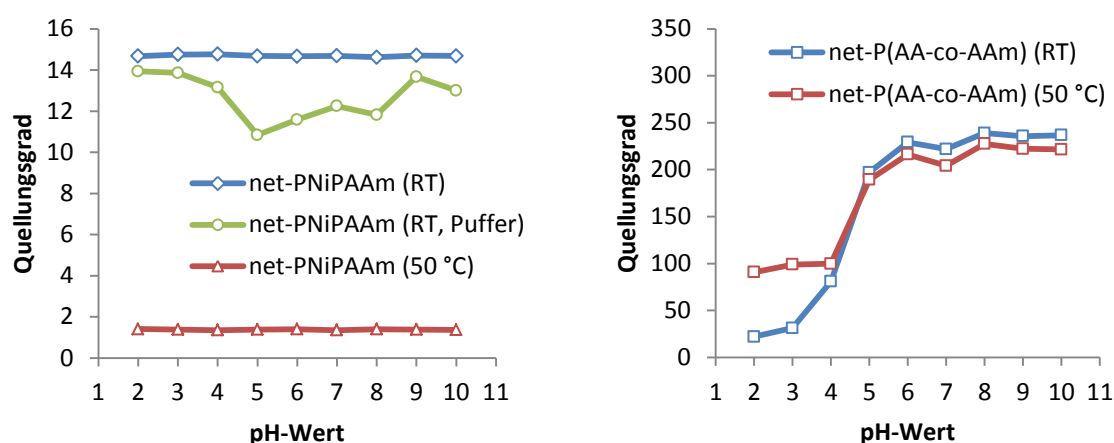 16
14
12
10
8
6
4
2
0
Quellungsgrad
net-PNiPAAm (RT)
net-PNiPAAm (RT, Puffer)
net-PNiPAAm (50 °C)
1 2 3 4 5 6 7 8 9 10 11
pH-Wert
350
300
250
200
150
100
50
0
Quellungsgrad
net-P(AA-co-AAm) (RT)
net-P(AA-co-AAm) (50 °C)
1 2 3 4 5 6 7 8 9 10 11
pH-Wert